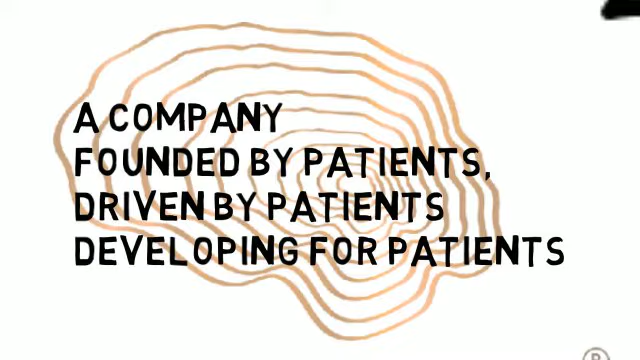 A COMPANY
FOUNDED BY PATIENTS,
DRIVEN BY PATIENTS
DEVELOPING FOR PATIENTS
®